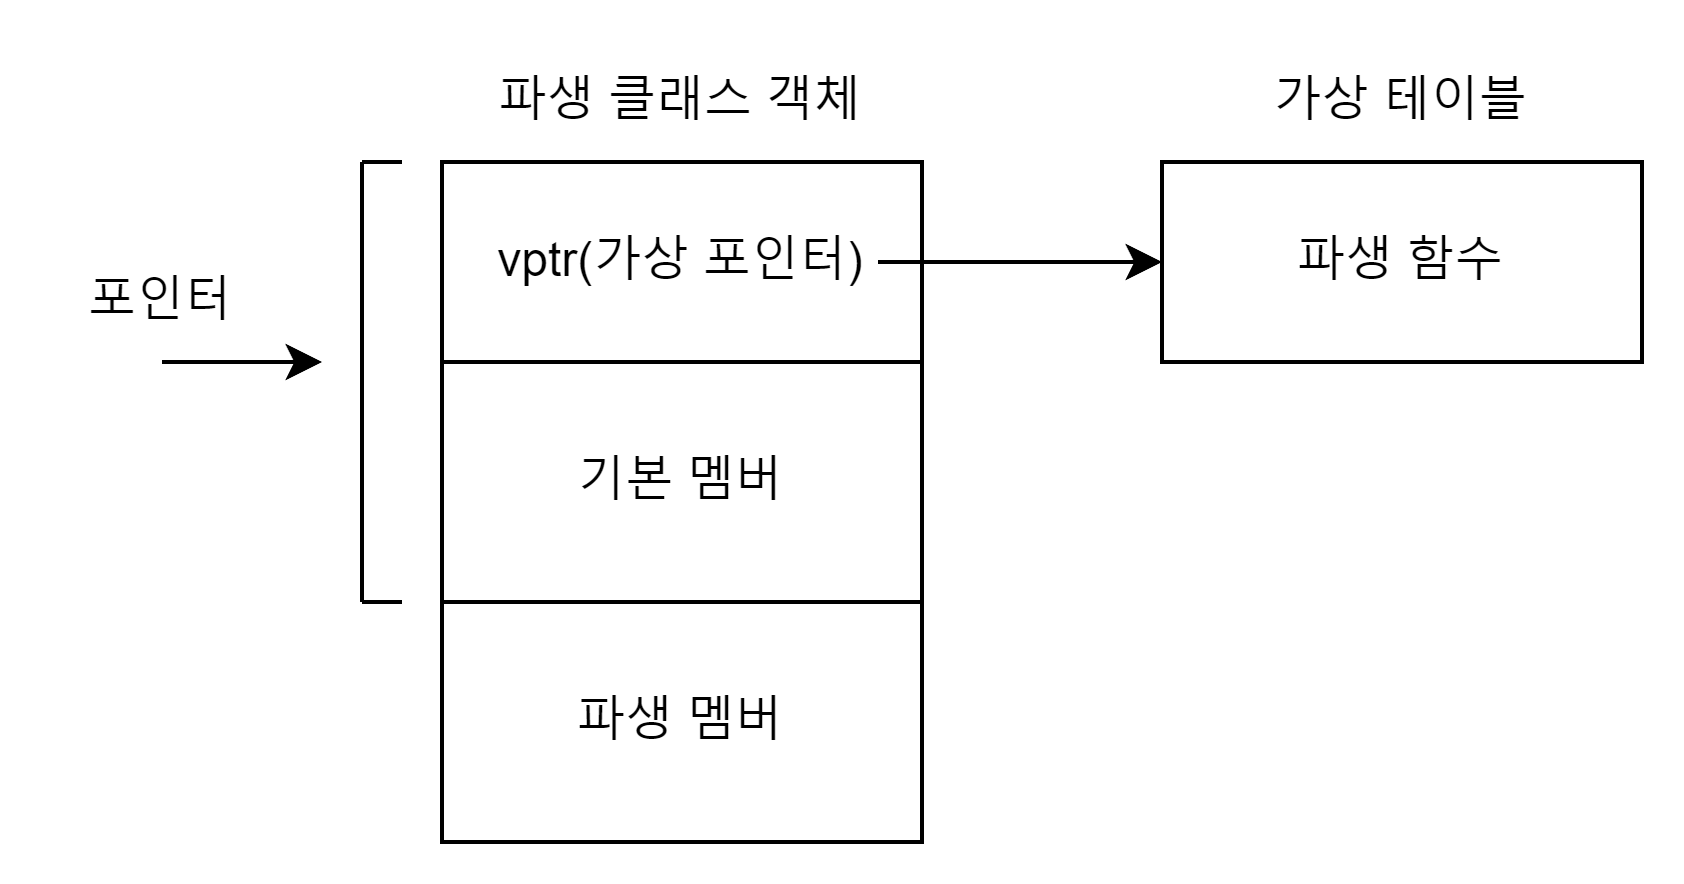 파생 클래스 객체
가상 테이블
vptr(가상 포인터)
파생 함수
포인터
기본 멤버
파생 멤버